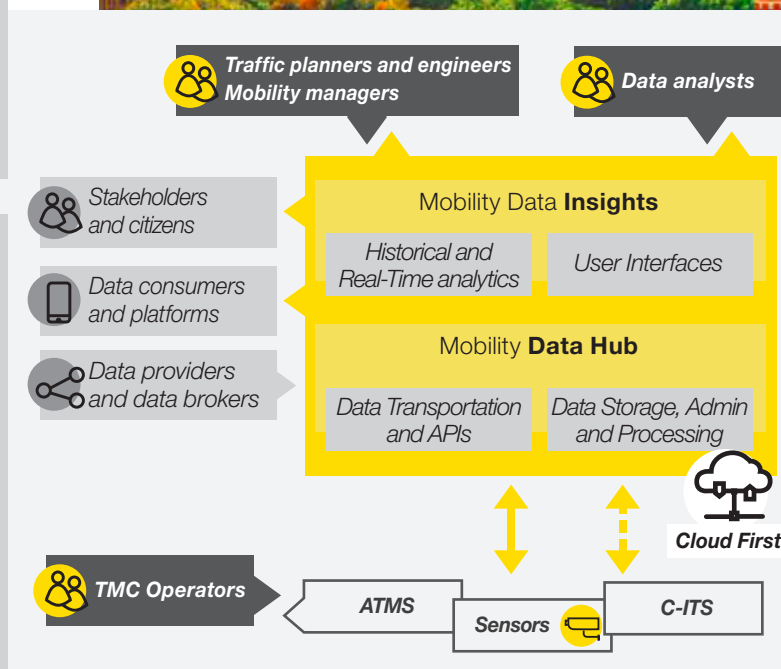 Traffic planners and engineers
Mobility managers
Data analysts
Stakeholders
and citizens
Mobility Data Insights
Historical and
Real-Time analytics
User Interfaces
Data consumers
and platforms
Mobility Data Hub
Data providers
and data brokers
Data Transportation
and APIs
Data Storage, Admin
and Processing
Cloud First
TMC Operators
ATMS
Sensors
C-ITS